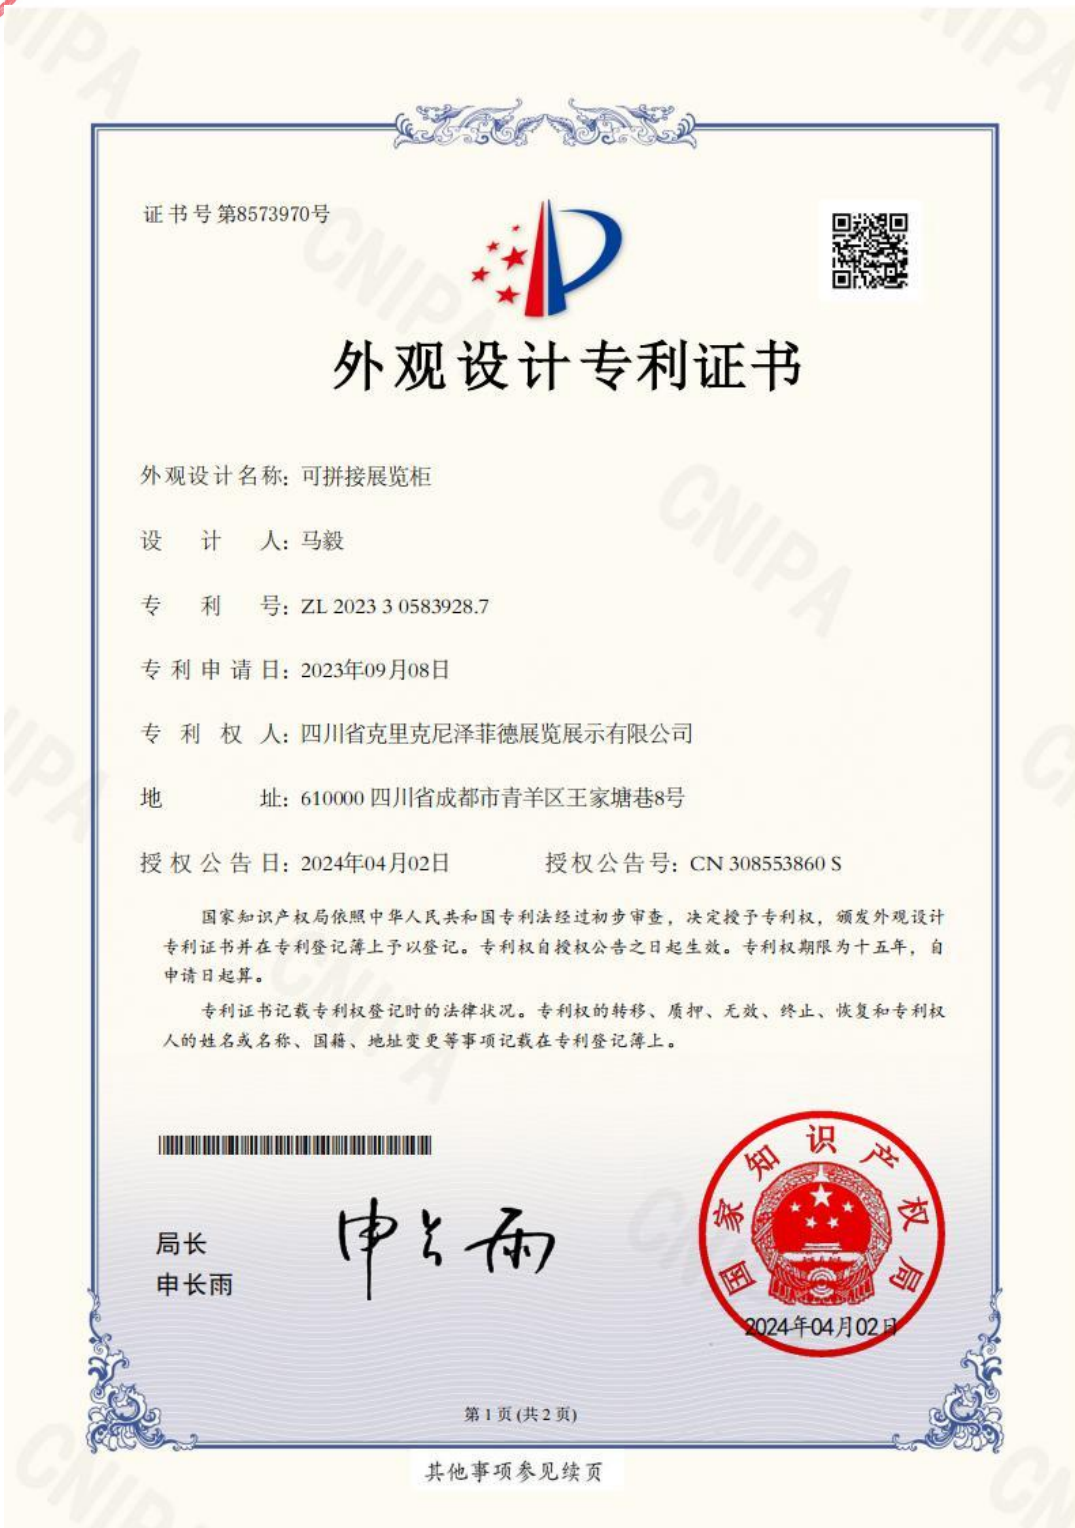 证书号第8573970号
外观设计专利证书
外观设计名称：可拼接展览柜
设计人：马毅
专利号：ZL 2023 3 0583928.7
专利申请日：2023年09月08日
专利权人：四川省克里克尼泽菲德展览展示有限公司
地址：610000 四川省成都市青羊区王家塘巷8号
授权公告日：2024年04月02日 授权公告号：CN 308553860 S
国家知识产权局依照中华人民共和国专利法经过初步审查，决定授予专利权，颁发外观设计
专利证书并在专利登记簿上予以登记。专利权自授权公告之日起生效。专利权期限为十五年，自
申请日起算。
专利证书记载专利权登记时的法律状况。专利权的转移、质押、无效、终止、恢复和专利权
人的姓名或名称、国籍、地址变更等事项记载在专利登记簿上。
局长
申长雨
申长雨
国家知识产权局
2024年04月02日
第1页(共2页)
其他事项参见续页
CNIPA
CNIPA
CNIPA
CNIPA
CNIPA
CNIPA